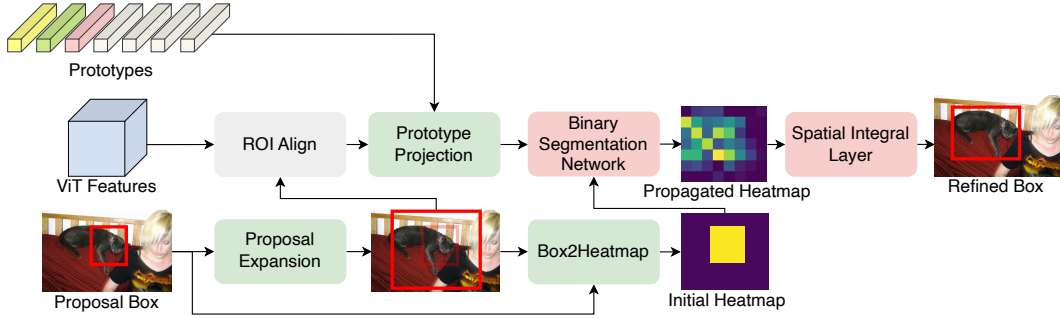 Prototypes
ViT Features
ROI Align
Prototype
Projection
Binary
Segmentation
Network
Propagated Heatmap
Spatial Integral
Layer
Refined Box
Proposal Box
Proposal
Expansion
Box2Heatmap
Initial Heatmap